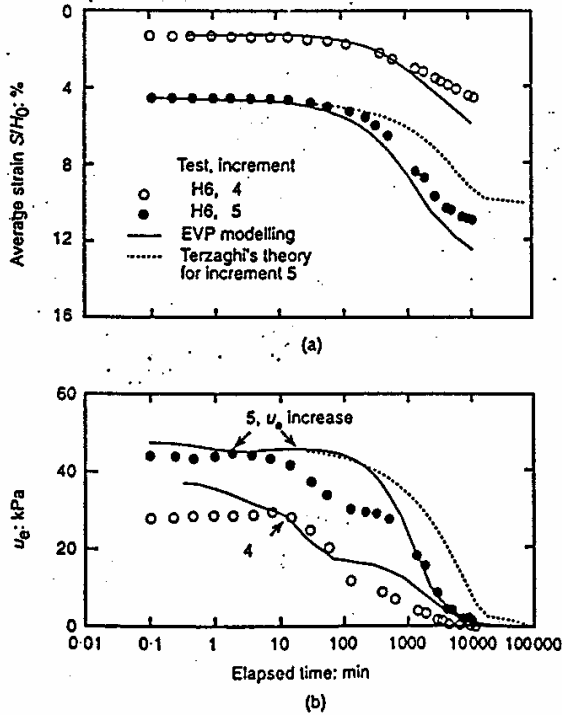 0
4
8
12
16
Average strain S/H0: %
Test, increment
H6, 4
H6, 5
EVP modelling
Terzaghi's theory
for increment 5
(a)
60
40
20
0
ue: kPa
5, ue increase
4
0·01
0·1
1
10
100
1000
10000
100000
Elapsed time: min
(b)